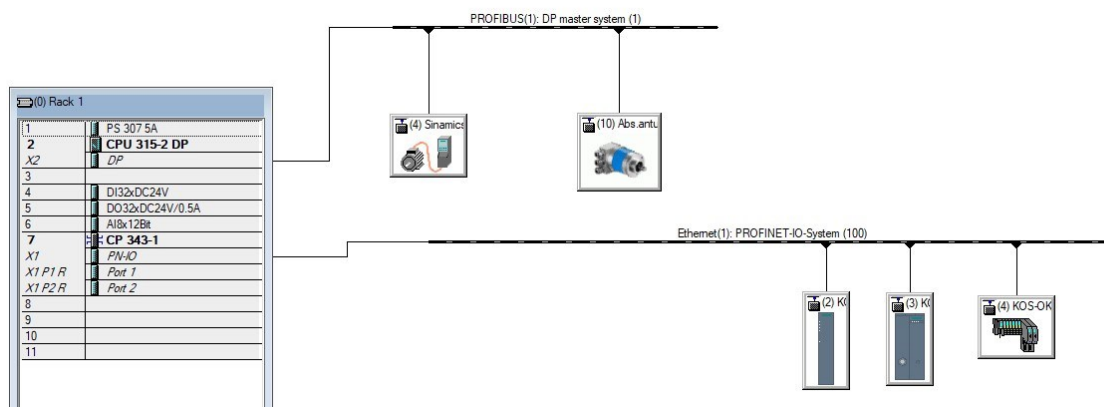 PROFIBUS(1): DP master system (1)
(4) Sinamics
(10) Abs.antu
(0) Rack 1
1 PS 307 5A
2 CPU 315-2 DP
X2 DP
3
4 DI32xDC24V
5 DO32xDC24V/0.5A
6 AI8x12Bit
7 CP 343-1
X1 PN-IO
X1 P1 R Port 1
X1 P2 R Port 2
8
9
10
11
Ethernet(1): PROFINET-IO-System (100)
(2) KO
(3) KO
(4) KOS-OK